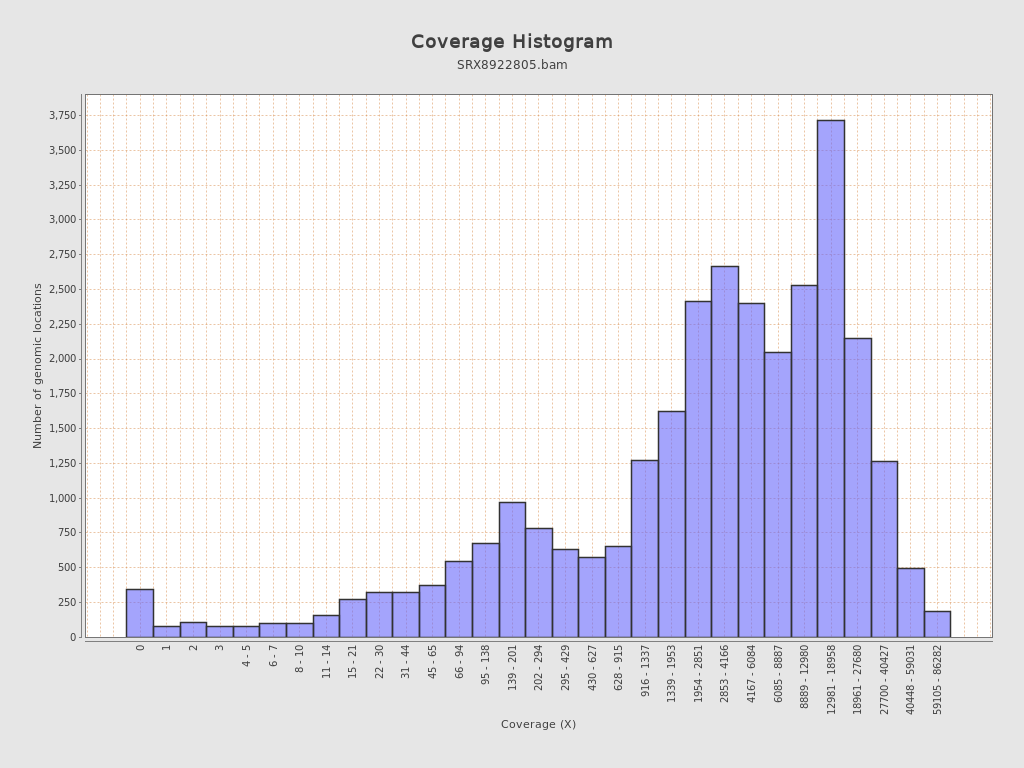 Coverage Histogram
SRX8922805.bam
Number of genomic locations
3,750
3,500
3,250
3,000
2,750
2,500
2,250
2,000
1,750
1,500
1,250
1,000
750
500
250
0
0
1
2
3
4 - 5
6 - 7
8 - 10
11 - 14
15 - 21
22 - 30
31 - 44
45 - 65
66 - 94
95 - 138
139 - 201
202 - 294
295 - 429
430 - 627
628 - 915
916 - 1337
1339 - 1953
1954 - 2851
2853 - 4166
4167 - 6084
6085 - 8887
8889 - 12980
12981 - 18958
18961 - 27680
27700 - 40427
40448 - 59031
59105 - 86282
Coverage (X)